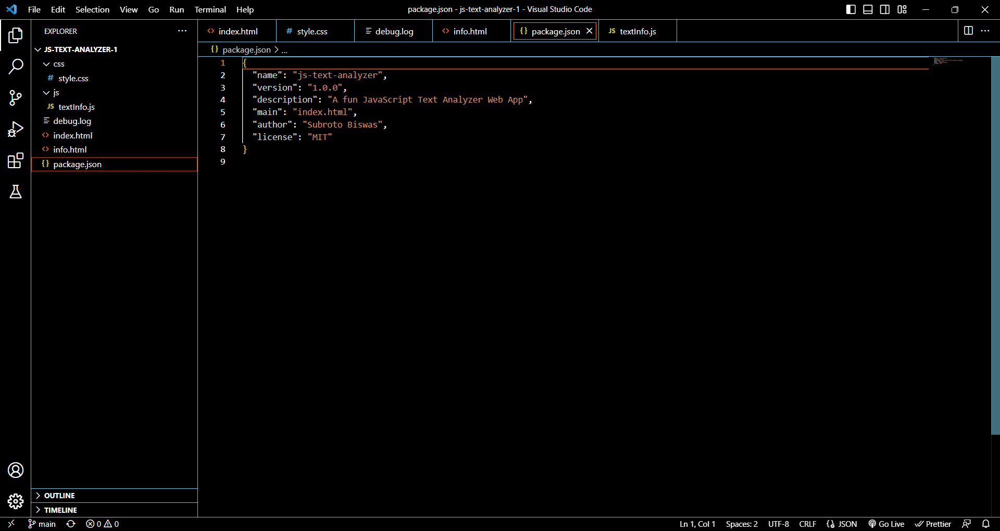 File Edit Selection View Go Run Terminal Help
package.json - js-text-analyzer-1 - Visual Studio Code
EXPLORER
JS-TEXT-ANALYZER-1
css
# style.css
js
JS textInfo.js
debug.log
<> index.html
<> info.html
{} package.json
OUTLINE
TIMELINE
<> index.html
# style.css
debug.log
<> info.html
{} package.json
JS textInfo.js
{} package.json > ...
1 {
2 "name": "js-text-analyzer",
3 "version": "1.0.0",
4 "description": "A fun JavaScript Text Analyzer Web App",
5 "main": "index.html",
6 "author": "Subroto Biswas",
7 "license": "MIT"
8 }
9
main 0 0
Ln 1, Col 1 Spaces: 2 UTF-8 CRLF JSON Go Live Prettier